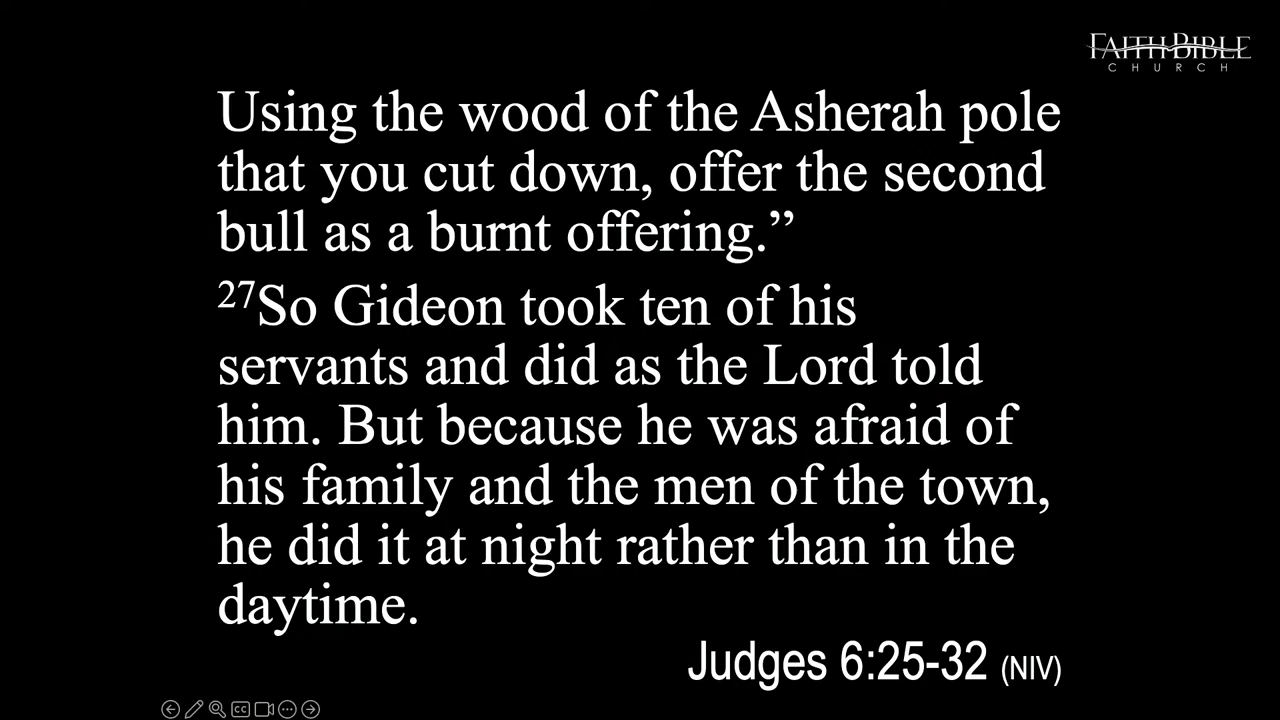 FAITH BIBLE
CHURCH
Using the wood of the Asherah pole
that you cut down, offer the second
bull as a burnt offering.”
27So Gideon took ten of his
servants and did as the Lord told
him. But because he was afraid of
his family and the men of the town,
he did it at night rather than in the
daytime.
Judges 6:25-32 (NIV)
CC